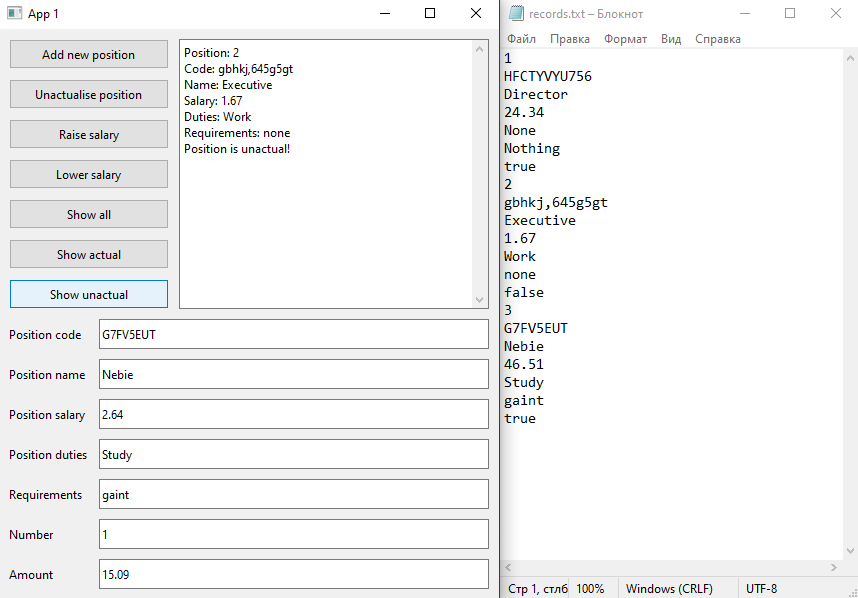 App 1
Add new position
Unactualise position
Raise salary
Lower salary
Show all
Show actual
Show unactual
Position: 2
Code: gbhkj,645g5gt
Name: Executive
Salary: 1.67
Duties: Work
Requirements: none
Position is unactual!
Position code G7FV5EUT
Position name Nebie
Position salary 2.64
Position duties Study
Requirements gaint
Number 1
Amount 15.09
records.txt – Блокнот
Файл Правка Формат Вид Справка
1
HFCTYVYU756
Director
24.34
None
Nothing
true
2
gbhkj,645g5gt
Executive
1.67
Work
none
false
3
G7FV5EUT
Nebie
46.51
Study
gaint
true
Стр 1, стлб 100% Windows (CRLF) UTF-8